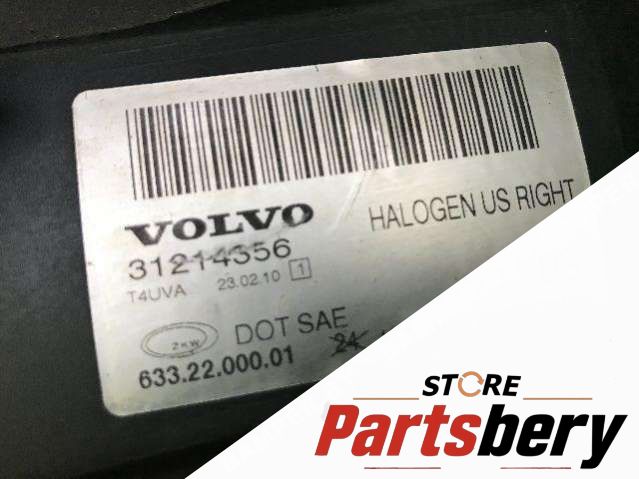 VOLVO
HALOGEN US RIGHT
31214356
T4UVA 23.02.10 1
ZKW DOT SAE 24
633.22.000.01
STORE
Partsbery